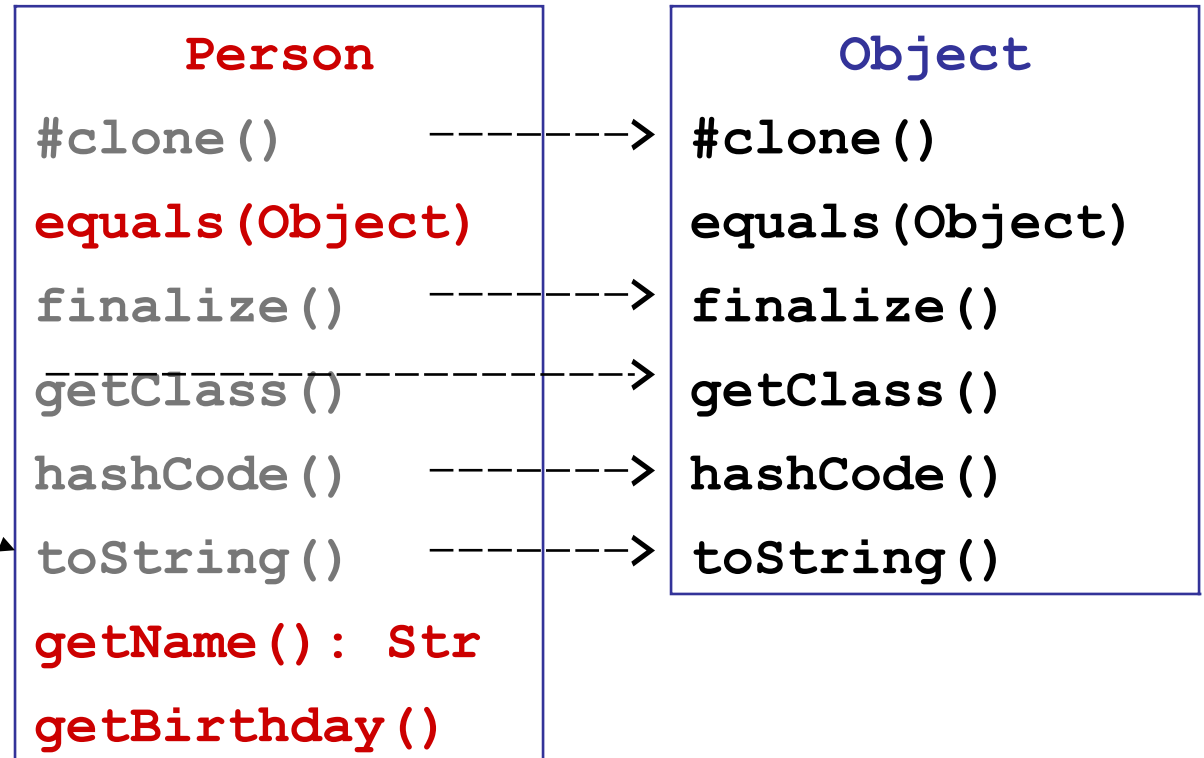 Person
#clone()
equals(Object)
finalize()
getClass()
hashCode()
toString()
getName(): Str
getBirthday()
Object
#clone()
equals(Object)
finalize()
getClass()
hashCode()
toString()